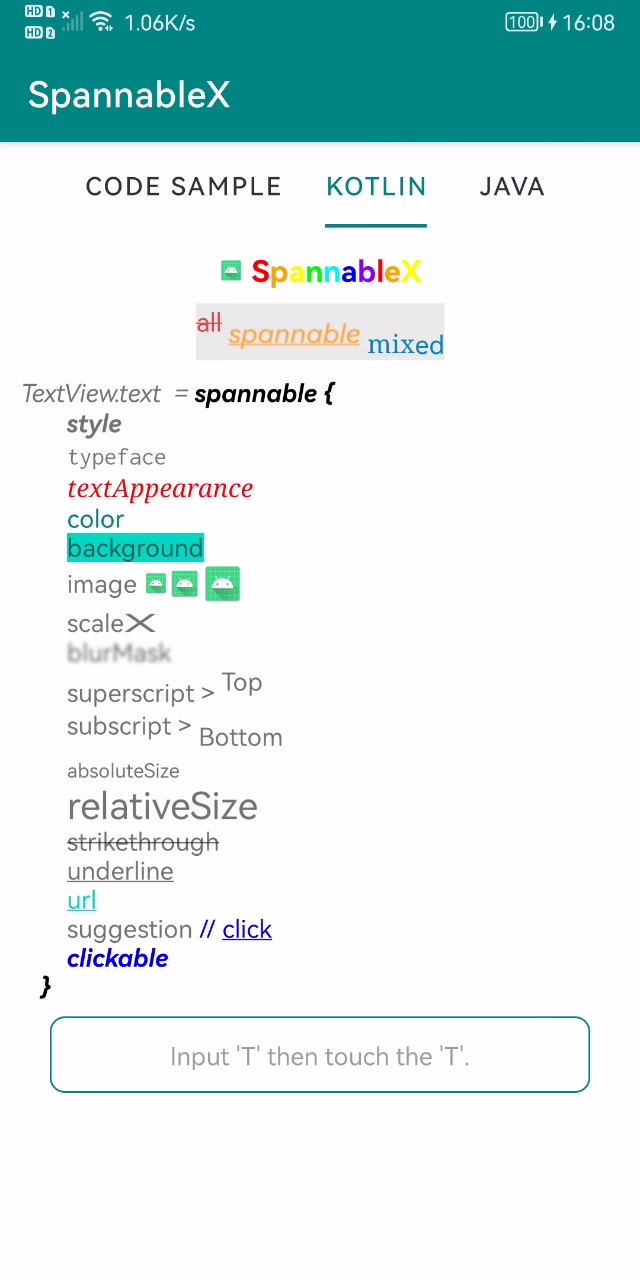 HD 1 1.06K/s 100 16:08
HD 2
SpannableX
CODE SAMPLE KOTLIN JAVA
SpannableX
all spannable mixed
TextView.text = spannable {
style
typeface
textAppearance
color
background
image
scaleX
blurMask
superscript > Top
subscript > Bottom
absoluteSize
relativeSize
strikethrough
underline
url
suggestion // click
clickable
}
Input 'T' then touch the 'T'.